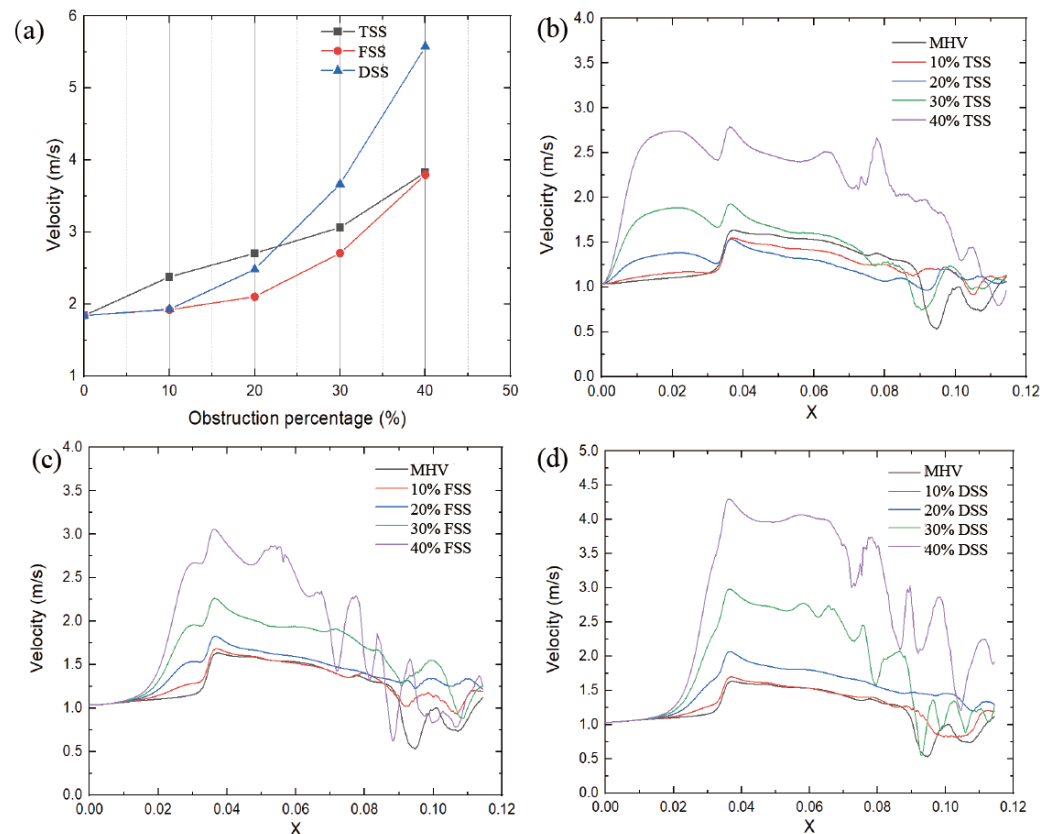 (a)
TSS
FSS
DSS
6
5
4
3
2
1
Velocity (m/s)
0 10 20 30 40 50
Obstruction percentage (%)
(b)
MHV
10% TSS
20% TSS
30% TSS
40% TSS
4.0
3.5
3.0
2.5
2.0
1.5
1.0
0.5
0.0
Velocirty (m/s)
0.00 0.02 0.04 0.06 0.08 0.10 0.12
X
(c)
MHV
10% FSS
20% FSS
30% FSS
40% FSS
4.0
3.5
3.0
2.5
2.0
1.5
1.0
0.5
0.0
Velocity (m/s)
0.00 0.02 0.04 0.06 0.08 0.10 0.12
X
(d)
MHV
10% DSS
20% DSS
30% DSS
40% DSS
5.0
4.5
4.0
3.5
3.0
2.5
2.0
1.5
1.0
0.5
0.0
Velocity (m/s)
0.00 0.02 0.04 0.06 0.08 0.10 0.12
X